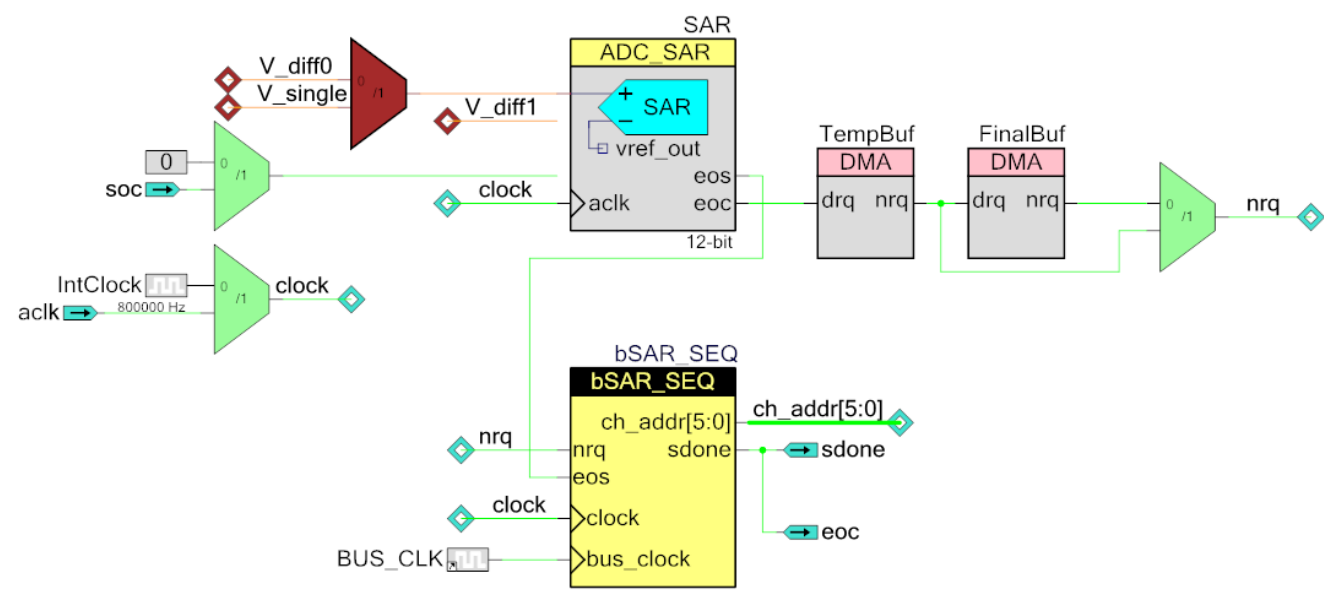 SAR
ADC_SAR
V_diff0
0
/1
V_single
V_diff1
+
SAR
−
vref_out
0
0
/1
soc
clock
aclk
eos
eoc
12-bit
TempBuf
DMA
drq nrq
FinalBuf
DMA
drq nrq
0
/1
nrq
IntClock
0
/1
clock
aclk
800000 Hz
bSAR_SEQ
bSAR_SEQ
ch_addr[5:0]
ch_addr[5:0]
nrq
nrq
sdone
sdone
eos
clock
clock
eoc
BUS_CLK
bus_clock